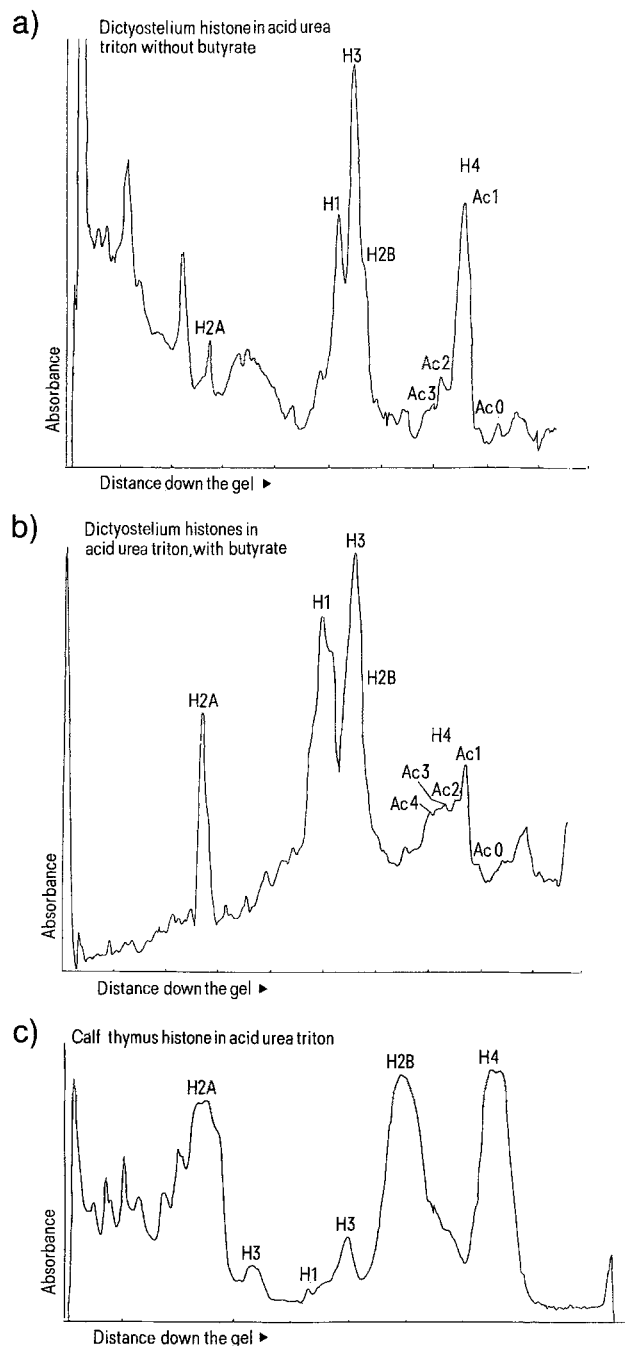 a)
Dictyostelium histone in acid urea
triton without butyrate
H3
H4
Ac1
H1
H2B
H2A
Ac2
Ac3
Ac0
Absorbance
Distance down the gel ►
b)
Dictyostelium histones in
acid urea triton, with butyrate
H3
H1
H2B
H2A
H4
Ac1
Ac3
Ac2
Ac4
Ac0
Absorbance
Distance down the gel ►
c)
Calf thymus histone in acid urea triton
H2A
H2B
H4
H3
H1
H3
Absorbance
Distance down the gel ►